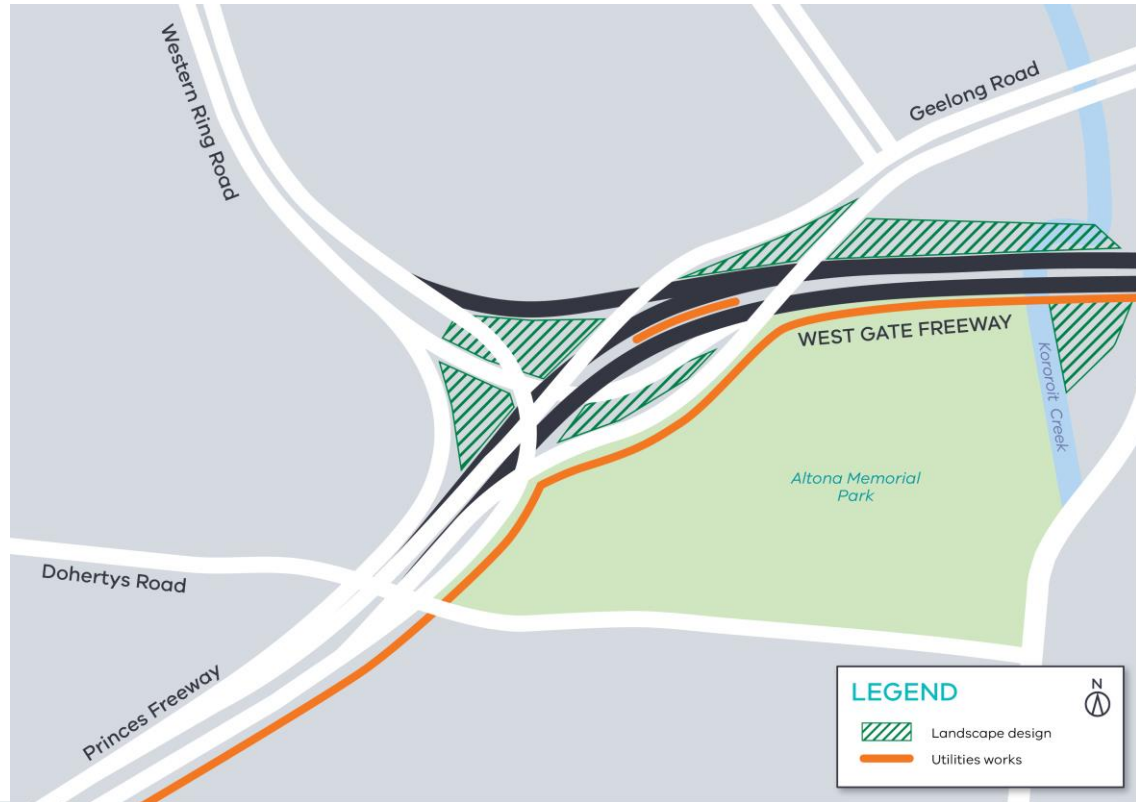 Western Ring Road
Geelong Road
WEST GATE FREEWAY
Kororoit Creek
Altona Memorial
Park
Dohertys Road
Princes Freeway
LEGEND
N
Landscape design
Utilities works